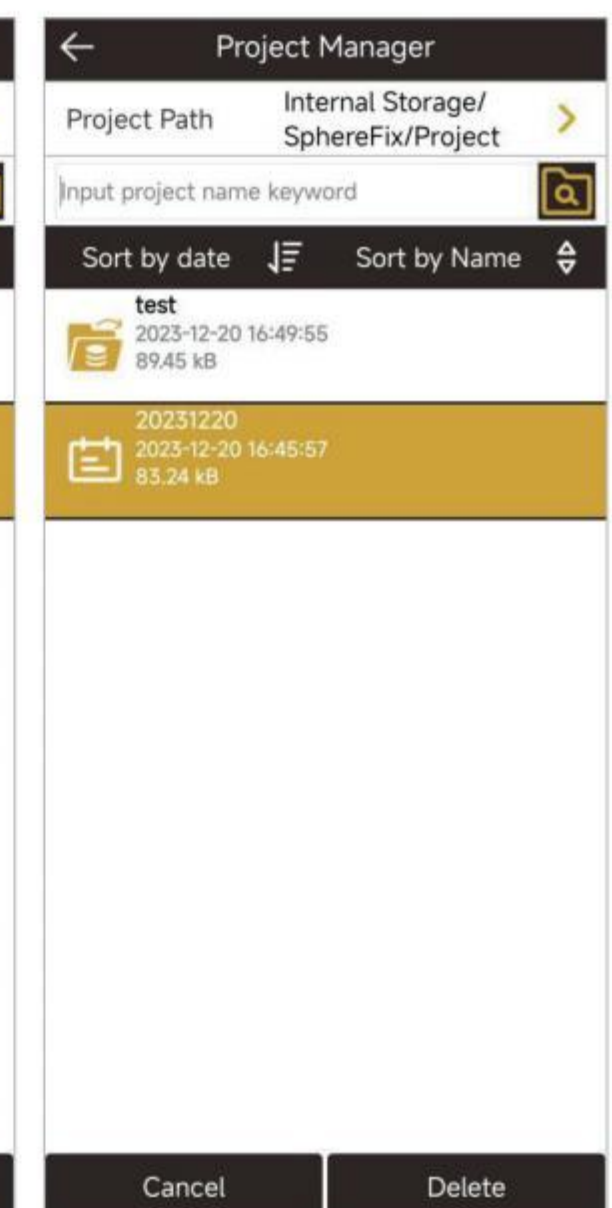 Project Manager
Project Path
Internal Storage/
SphereFix/Project
Input project name keyword
Sort by date
Sort by Name
test
2023-12-20 16:49:55
89.45 kB
20231220
2023-12-20 16:45:57
83.24 kB
Cancel
Delete